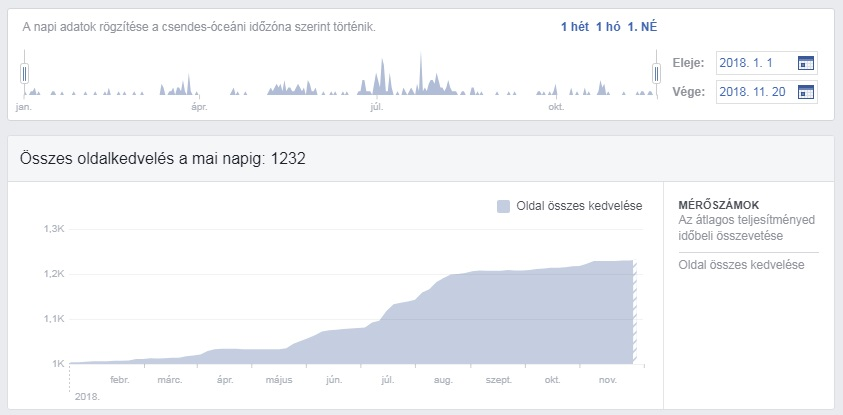 A napi adatok rögzítése a csendes-óceáni időzóna szerint történik.
1 hét 1 hó 1. NÉ
Eleje: 2018. 1. 1
Vége: 2018. 11. 20
jan. ápr. júl. okt.
Összes oldalkedvelés a mai napig: 1232
Oldal összes kedvelése
MÉRŐSZÁMOK
Az átlagos teljesítményed
időbeli összevetése
Oldal összes kedvelése
1,3K
1,2K
1,1K
1K
febr. márc. ápr. május jún. júl. aug. szept. okt. nov.
2018.